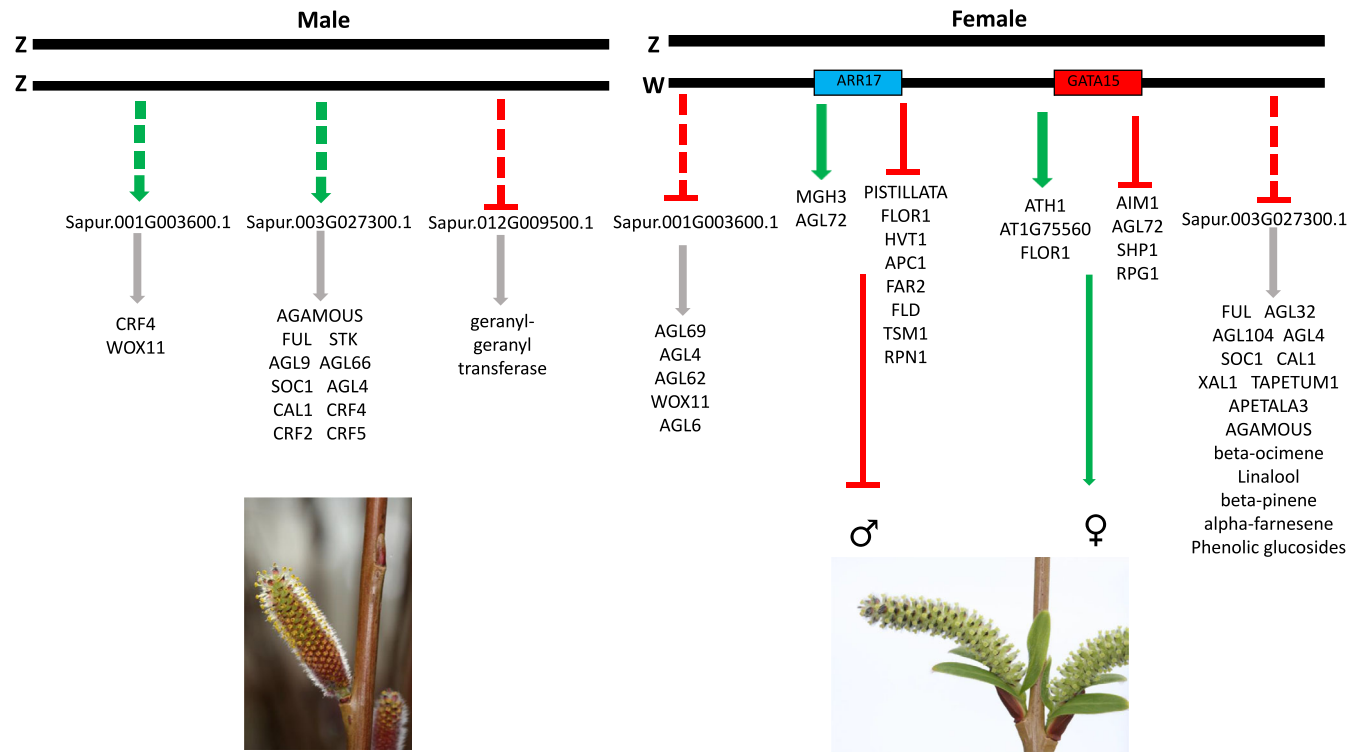 Male
Female
Z
Z
Z
W
ARR17
GATA15
Sapur.001G003600.1
CRF4
WOX11
Sapur.003G027300.1
AGAMOUS
FUL STK
AGL9 AGL66
SOC1 AGL4
CAL1 CRF4
CRF2 CRF5
Sapur.012G009500.1
geranyl-
geranyl
transferase
Sapur.001G003600.1
AGL69
AGL4
AGL62
WOX11
AGL6
MGH3
AGL72
PISTILLATA
FLOR1
HVT1
APC1
FAR2
FLD
TSM1
RPN1
ATH1
AT1G75560
FLOR1
AIM1
AGL72
SHP1
RPG1
Sapur.003G027300.1
FUL AGL32
AGL104 AGL4
SOC1 CAL1
XAL1 TAPETUM1
APETALA3
AGAMOUS
beta-ocimene
Linalool
beta-pinene
alpha-farnesene
Phenolic glucosides
♂
♀